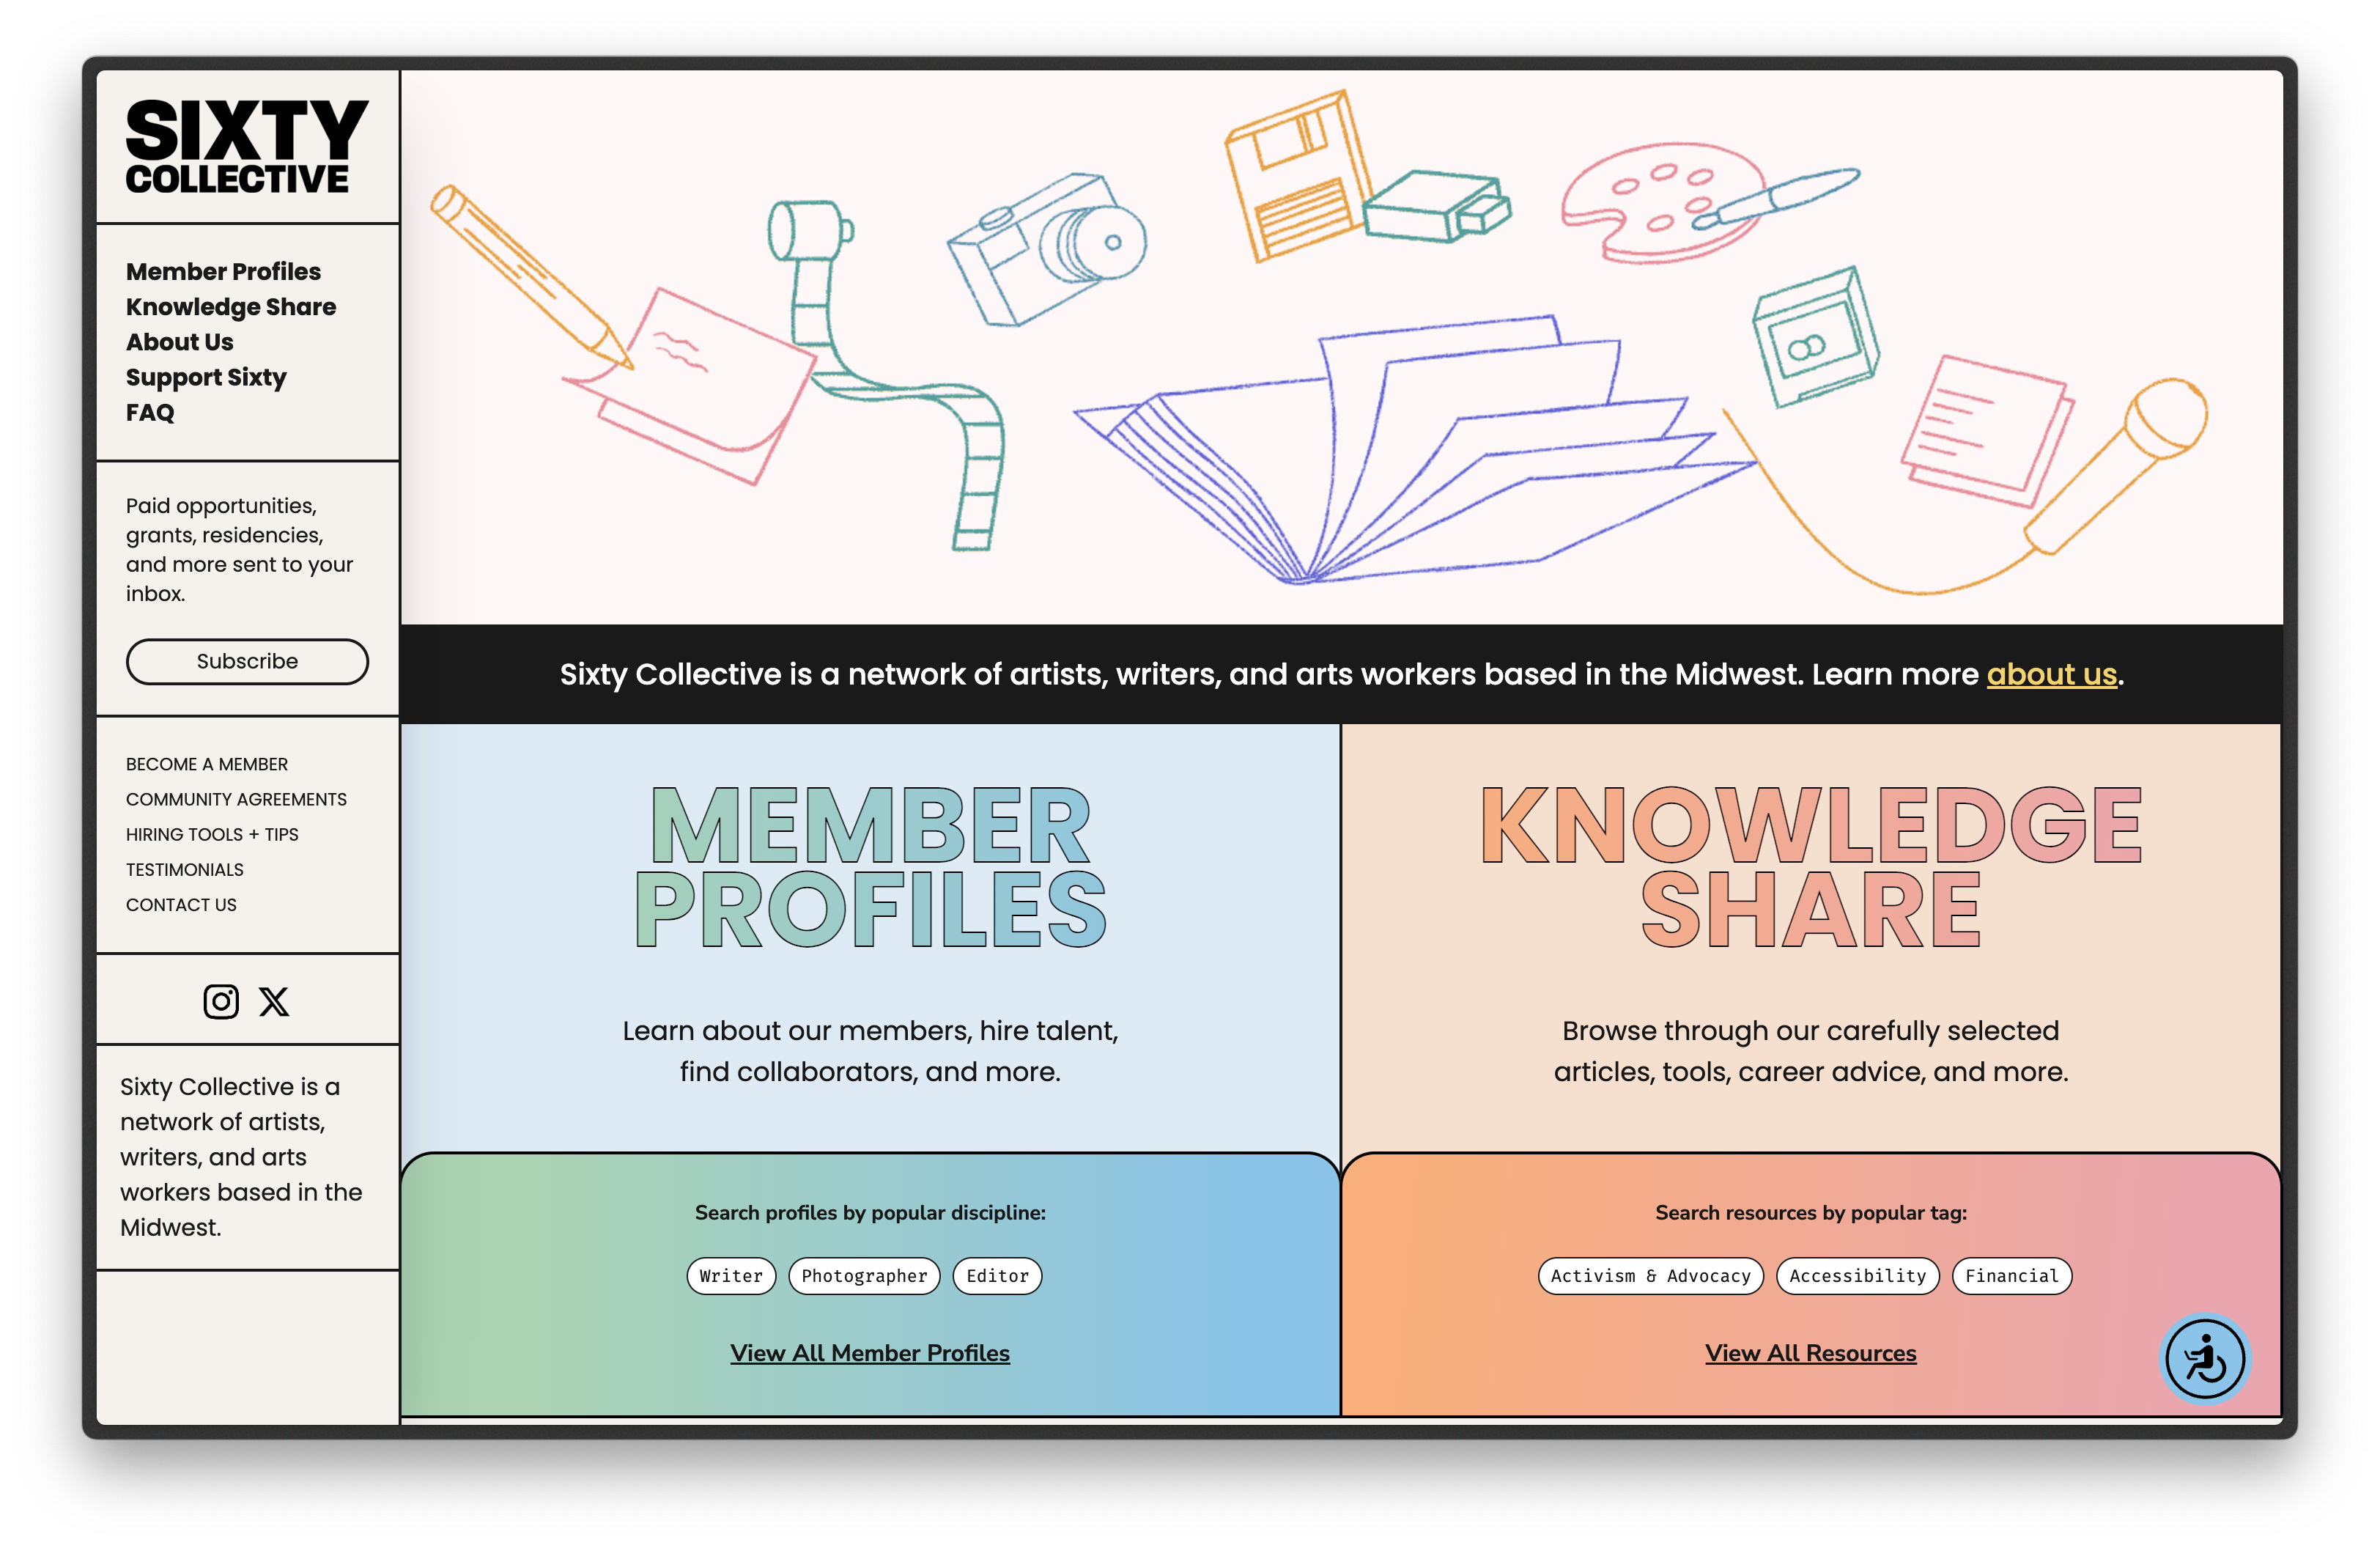 SIXTY
COLLECTIVE
Member Profiles
Knowledge Share
About Us
Support Sixty
FAQ
Paid opportunities,
grants, residencies,
and more sent to your
inbox.
Subscribe
BECOME A MEMBER
COMMUNITY AGREEMENTS
HIRING TOOLS + TIPS
TESTIMONIALS
CONTACT US
Sixty Collective is a
network of artists,
writers, and arts
workers based in the
Midwest.
Sixty Collective is a network of artists, writers, and arts workers based in the Midwest. Learn more about us.
MEMBER
PROFILES
Learn about our members, hire talent,
find collaborators, and more.
Search profiles by popular discipline:
Writer Photographer Editor
View All Member Profiles
KNOWLEDGE
SHARE
Browse through our carefully selected
articles, tools, career advice, and more.
Search resources by popular tag:
Activism & Advocacy Accessibility Financial
View All Resources